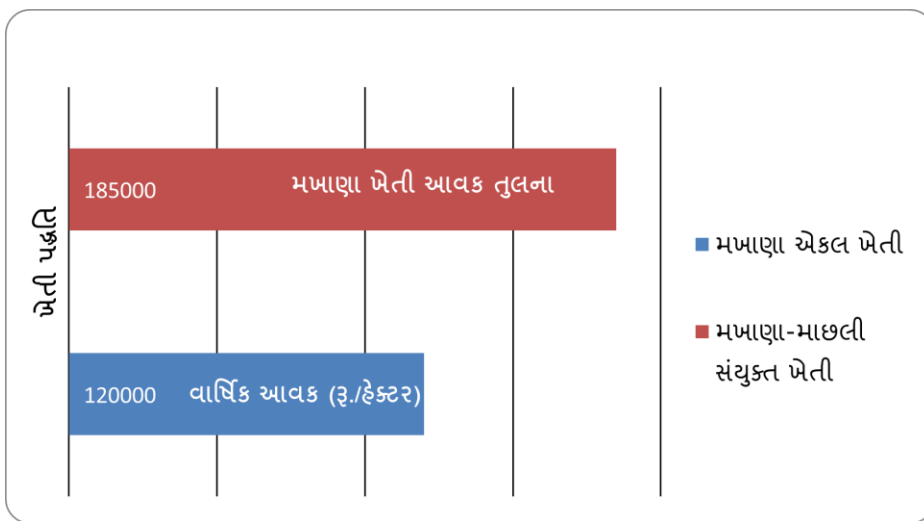 ખેતી પદ્ધતિ
185000
મખાણા ખેતી આવક તુલના
120000
વાર્ષિક આવક (રૂ./હેક્ટર)
મખાણા એકલ ખેતી
મખાણા-માછલી
સંયુક્ત ખેતી